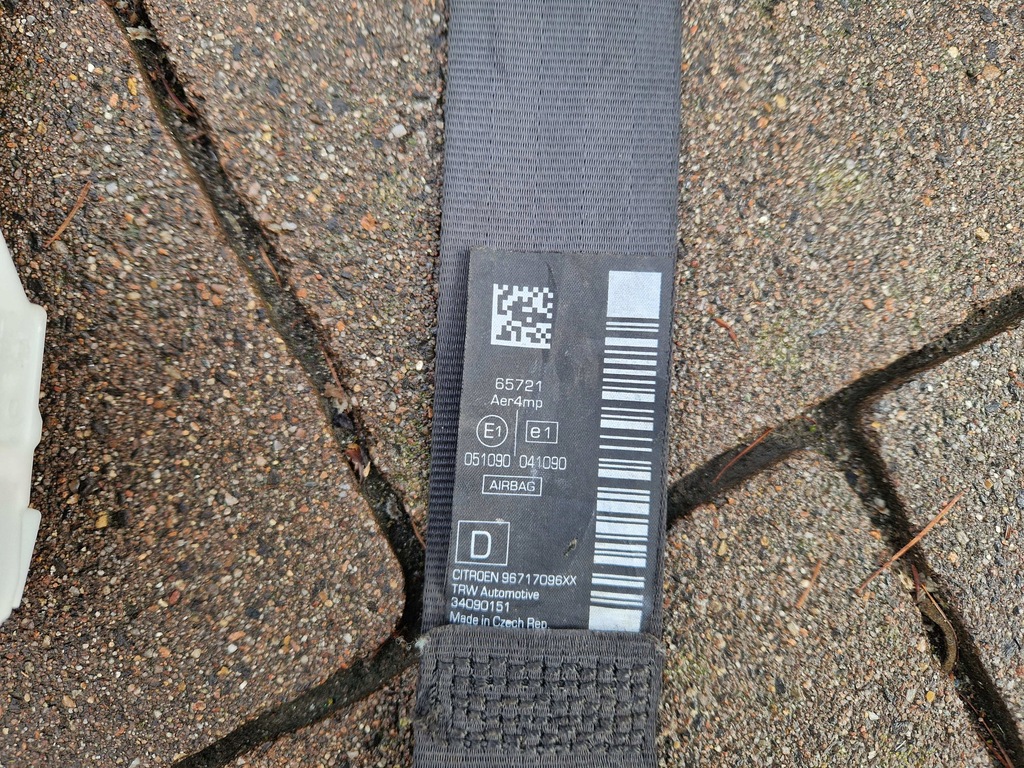 65721
Aer4mp
E1 e1
051090 041090
AIRBAG
D
CITROEN 96717096XX
TRW Automotive
34090151
Made in Czech Rep.